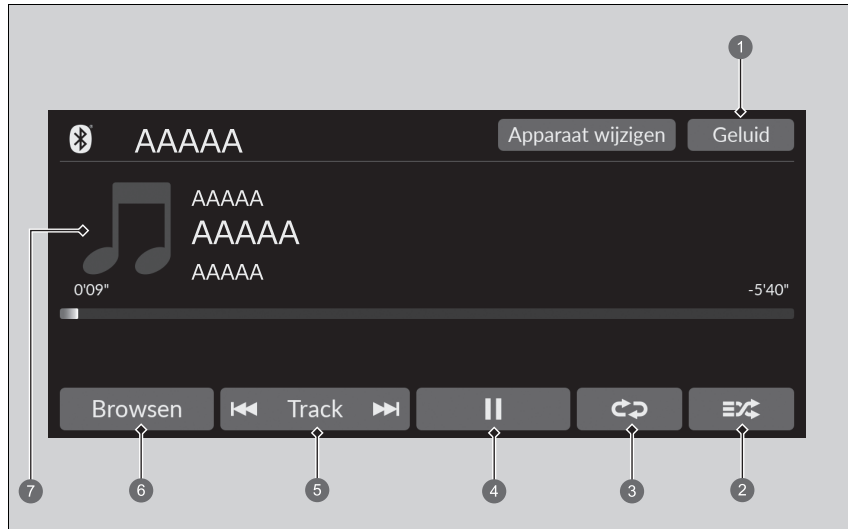 1
AAAAA
Apparaat wijzigen
Geluid
AAAAA
AAAAA
AAAAA
7
0'09"
-5'40"
Browsen
Track
6
5
4
3
2